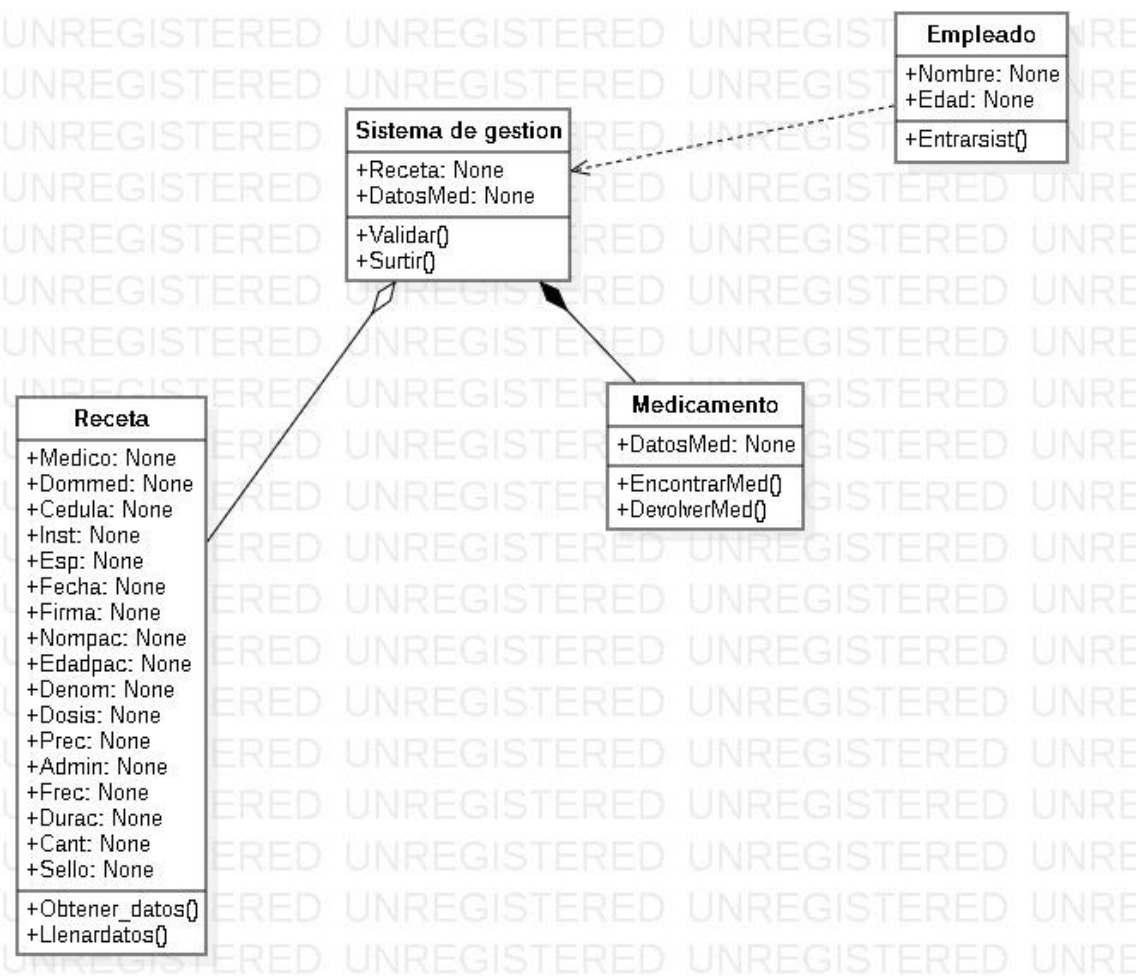 Empleado
+Nombre: None
+Edad: None
+Entrarsist()
Sistema de gestion
+Receta: None
+DatosMed: None
+Validar()
+Surtir()
Receta
+Medico: None
+Dommed: None
+Cedula: None
+Inst: None
+Esp: None
+Fecha: None
+Firma: None
+Nompac: None
+Edadpac: None
+Denom: None
+Dosis: None
+Prec: None
+Admin: None
+Frec: None
+Durac: None
+Cant: None
+Sello: None
+Obtener_datos()
+Llenardatos()
Medicamento
+DatosMed: None
+EncontrarMed()
+DevolverMed()
UNREGISTERED